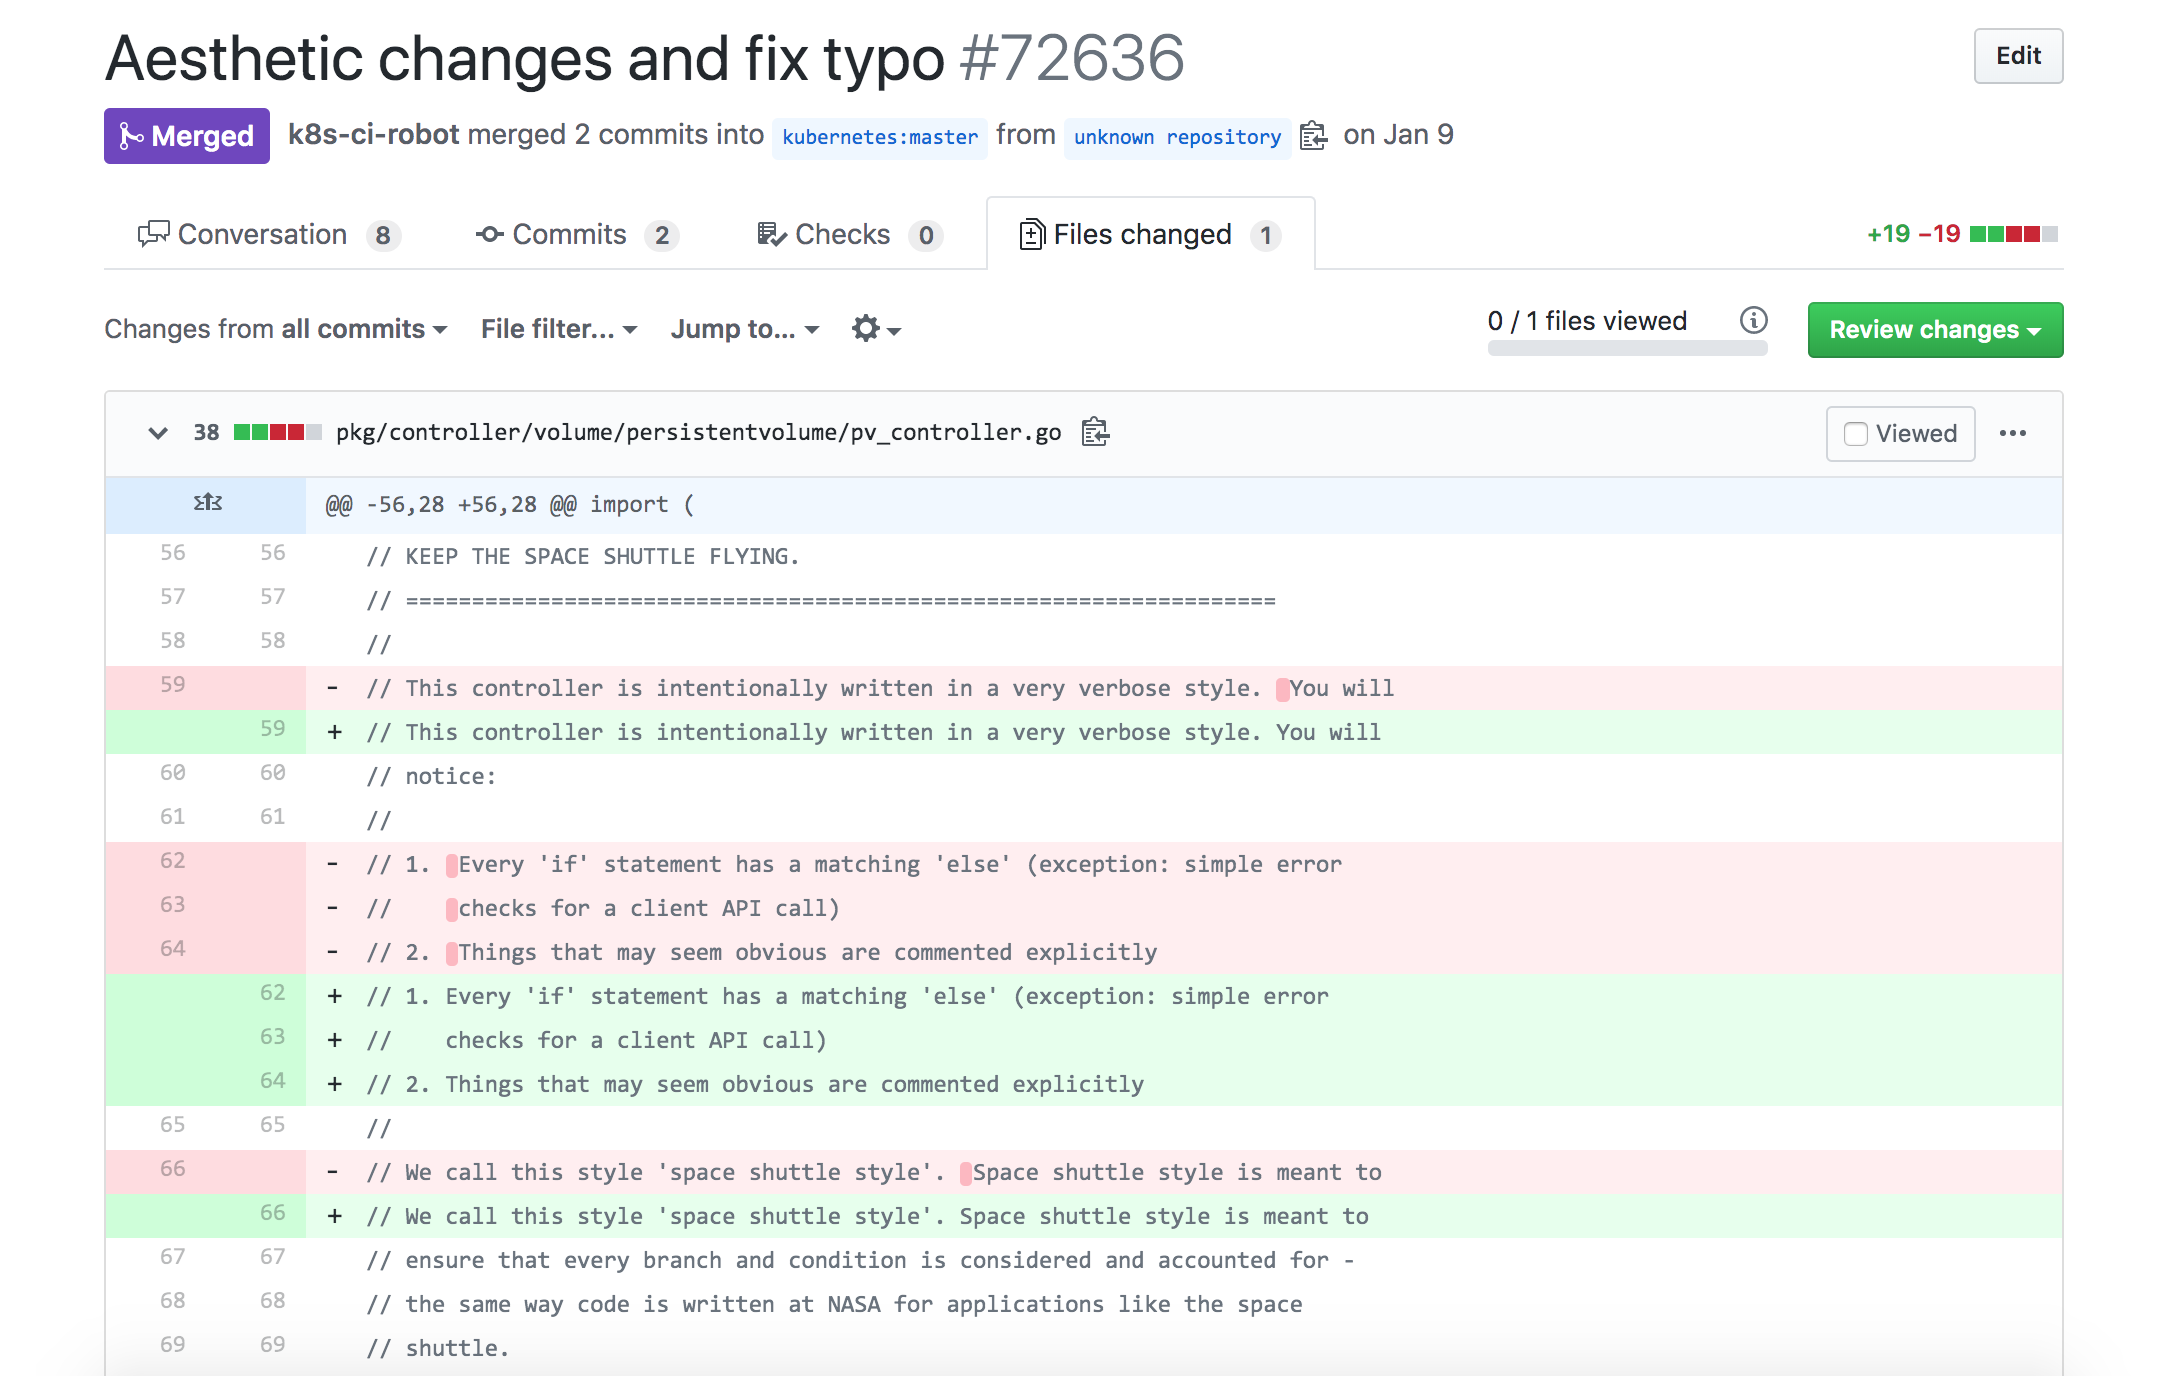 Aesthetic changes and fix typo #72636
Edit
Merged k8s-ci-robot merged 2 commits into kubernetes:master from unknown repository on Jan 9
Conversation 8 Commits 2 Checks 0 Files changed 1 +19 −19
Changes from all commits File filter... Jump to... 0 / 1 files viewed Review changes
38 pkg/controller/volume/persistentvolume/pv_controller.go Viewed
@@ -56,28 +56,28 @@ import (
56 56 // KEEP THE SPACE SHUTTLE FLYING.
57 57 // ==================================================================
58 58 //
59 - // This controller is intentionally written in a very verbose style.  You will
59 + // This controller is intentionally written in a very verbose style. You will
60 60 // notice:
61 61 //
62 - // 1.  Every 'if' statement has a matching 'else' (exception: simple error
63 - //     checks for a client API call)
64 - // 2.  Things that may seem obvious are commented explicitly
62 + // 1. Every 'if' statement has a matching 'else' (exception: simple error
63 + //    checks for a client API call)
64 + // 2. Things that may seem obvious are commented explicitly
65 65 //
66 - // We call this style 'space shuttle style'.  Space shuttle style is meant to
66 + // We call this style 'space shuttle style'. Space shuttle style is meant to
67 67 // ensure that every branch and condition is considered and accounted for -
68 68 // the same way code is written at NASA for applications like the space
69 69 // shuttle.